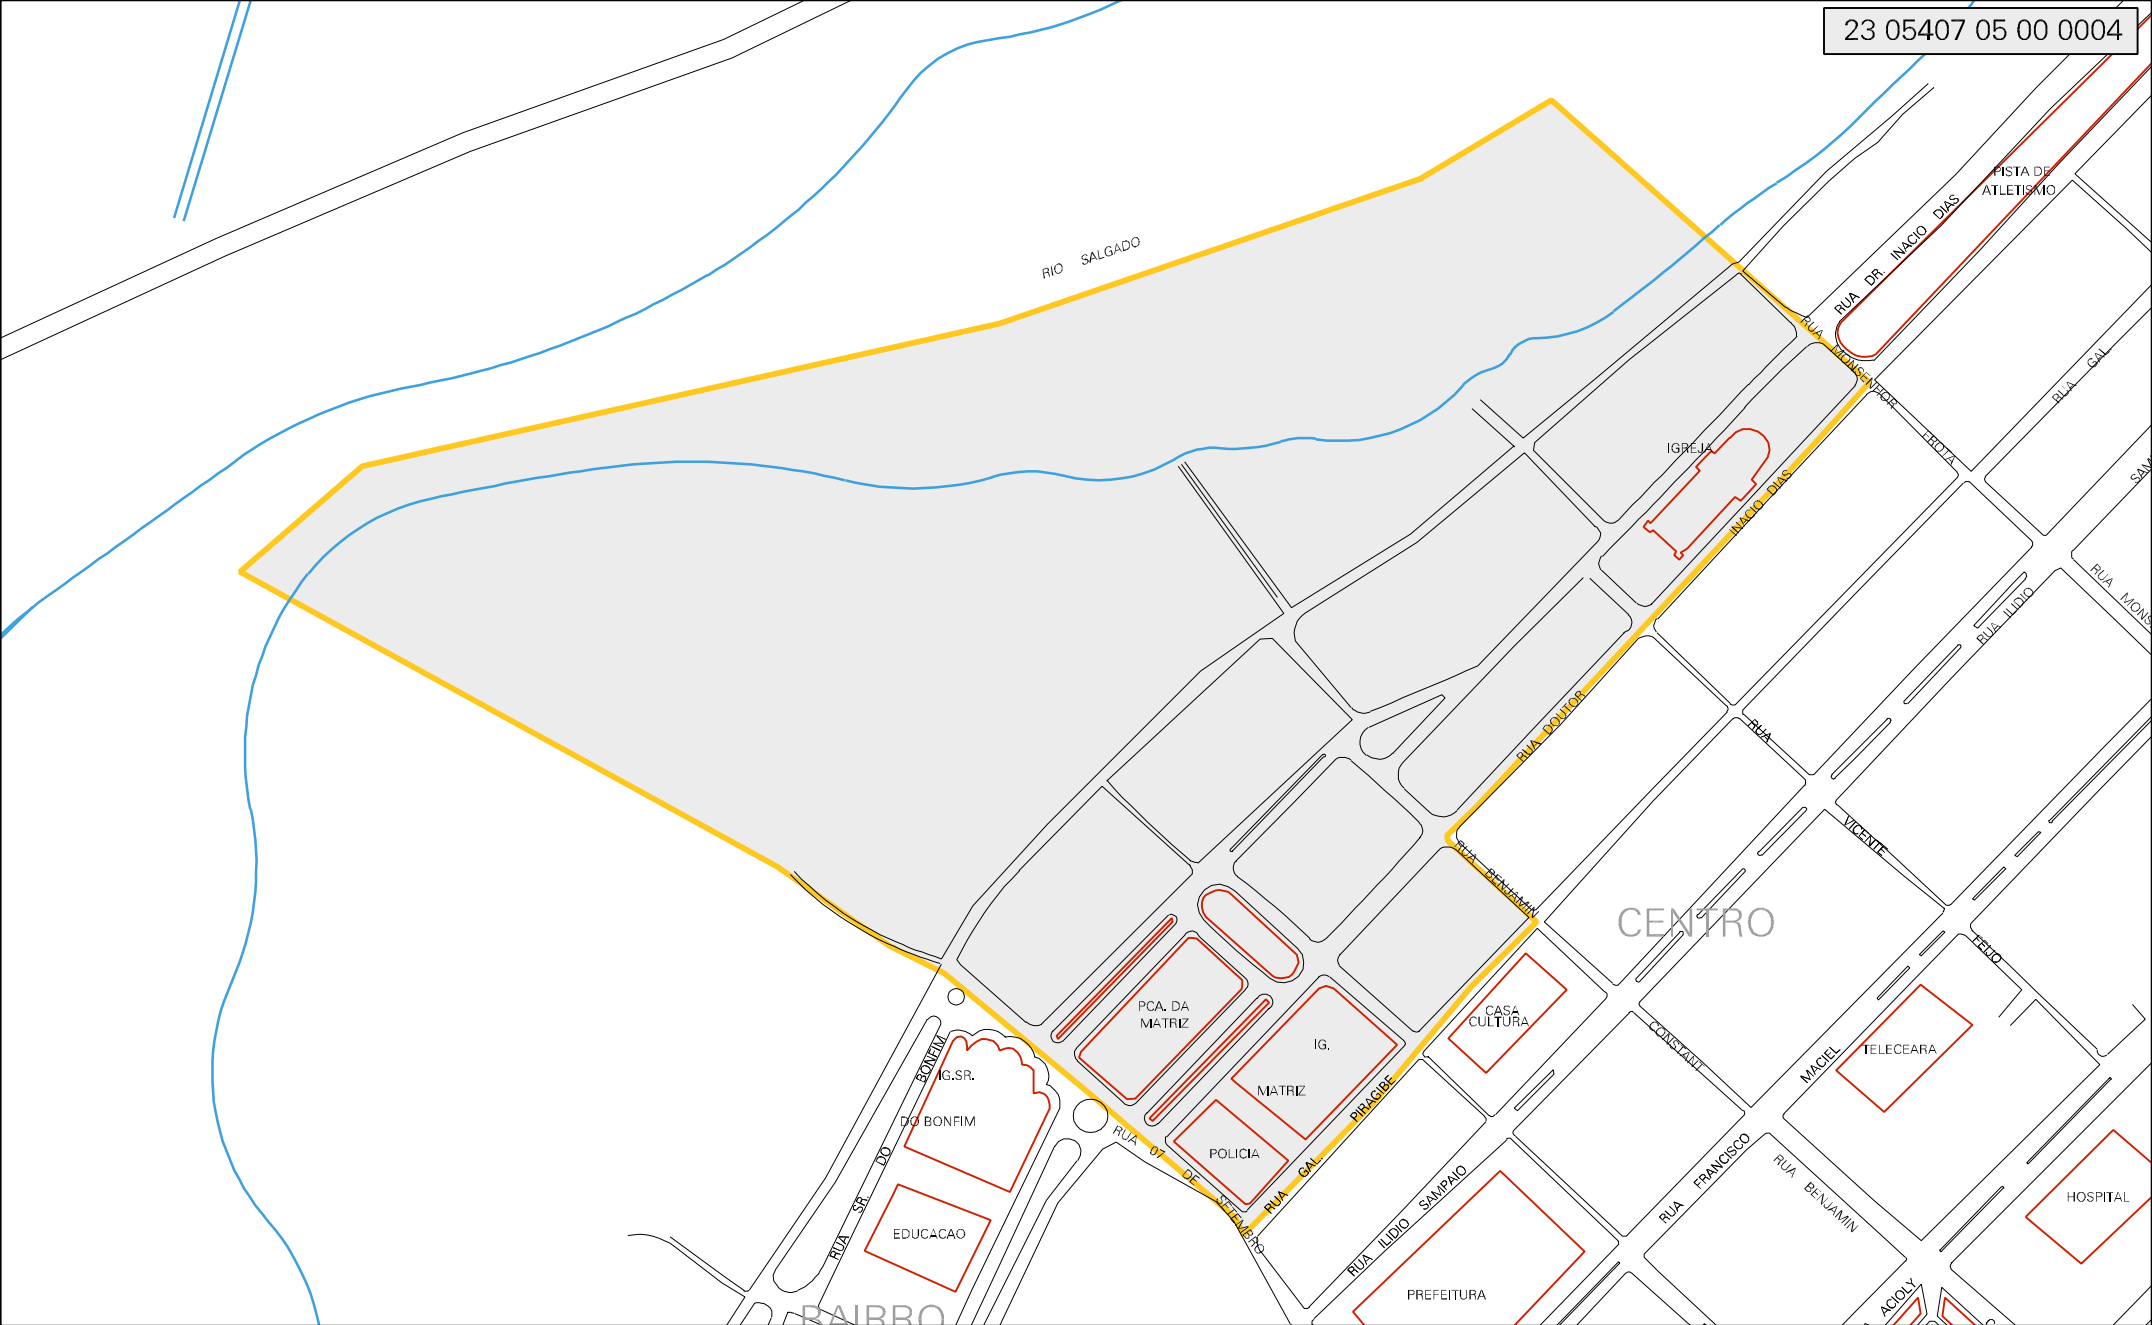 23 05407 05 00 0004
PISTA DE
ATLETISMO
RUA DR. INACIO DIAS
RIO SALGADO
RUA MONSENHOR
FROTA
RUA GAL
IGREJA
INACIO DIAS
RUA DOUTOR
RUA ILIDIO
RUA
VICENTE
FEIJO
RUA BENJAMIN
CENTRO
CONSTANT
CASA
CULTURA
PCA. DA
MATRIZ
IG.
MATRIZ
POLICIA
RUA GAL. PIRAGIBE
RUA 07 DE SETEMBRO
IG.SR.
DO BONFIM
RUA SR. DO BONFIM
EDUCACAO
BAIRRO
RUA ILIDIO SAMPAIO
PREFEITURA
RUA FRANCISCO MACIEL
TELECEARA
RUA BENJAMIN
HOSPITAL
ACIOLY